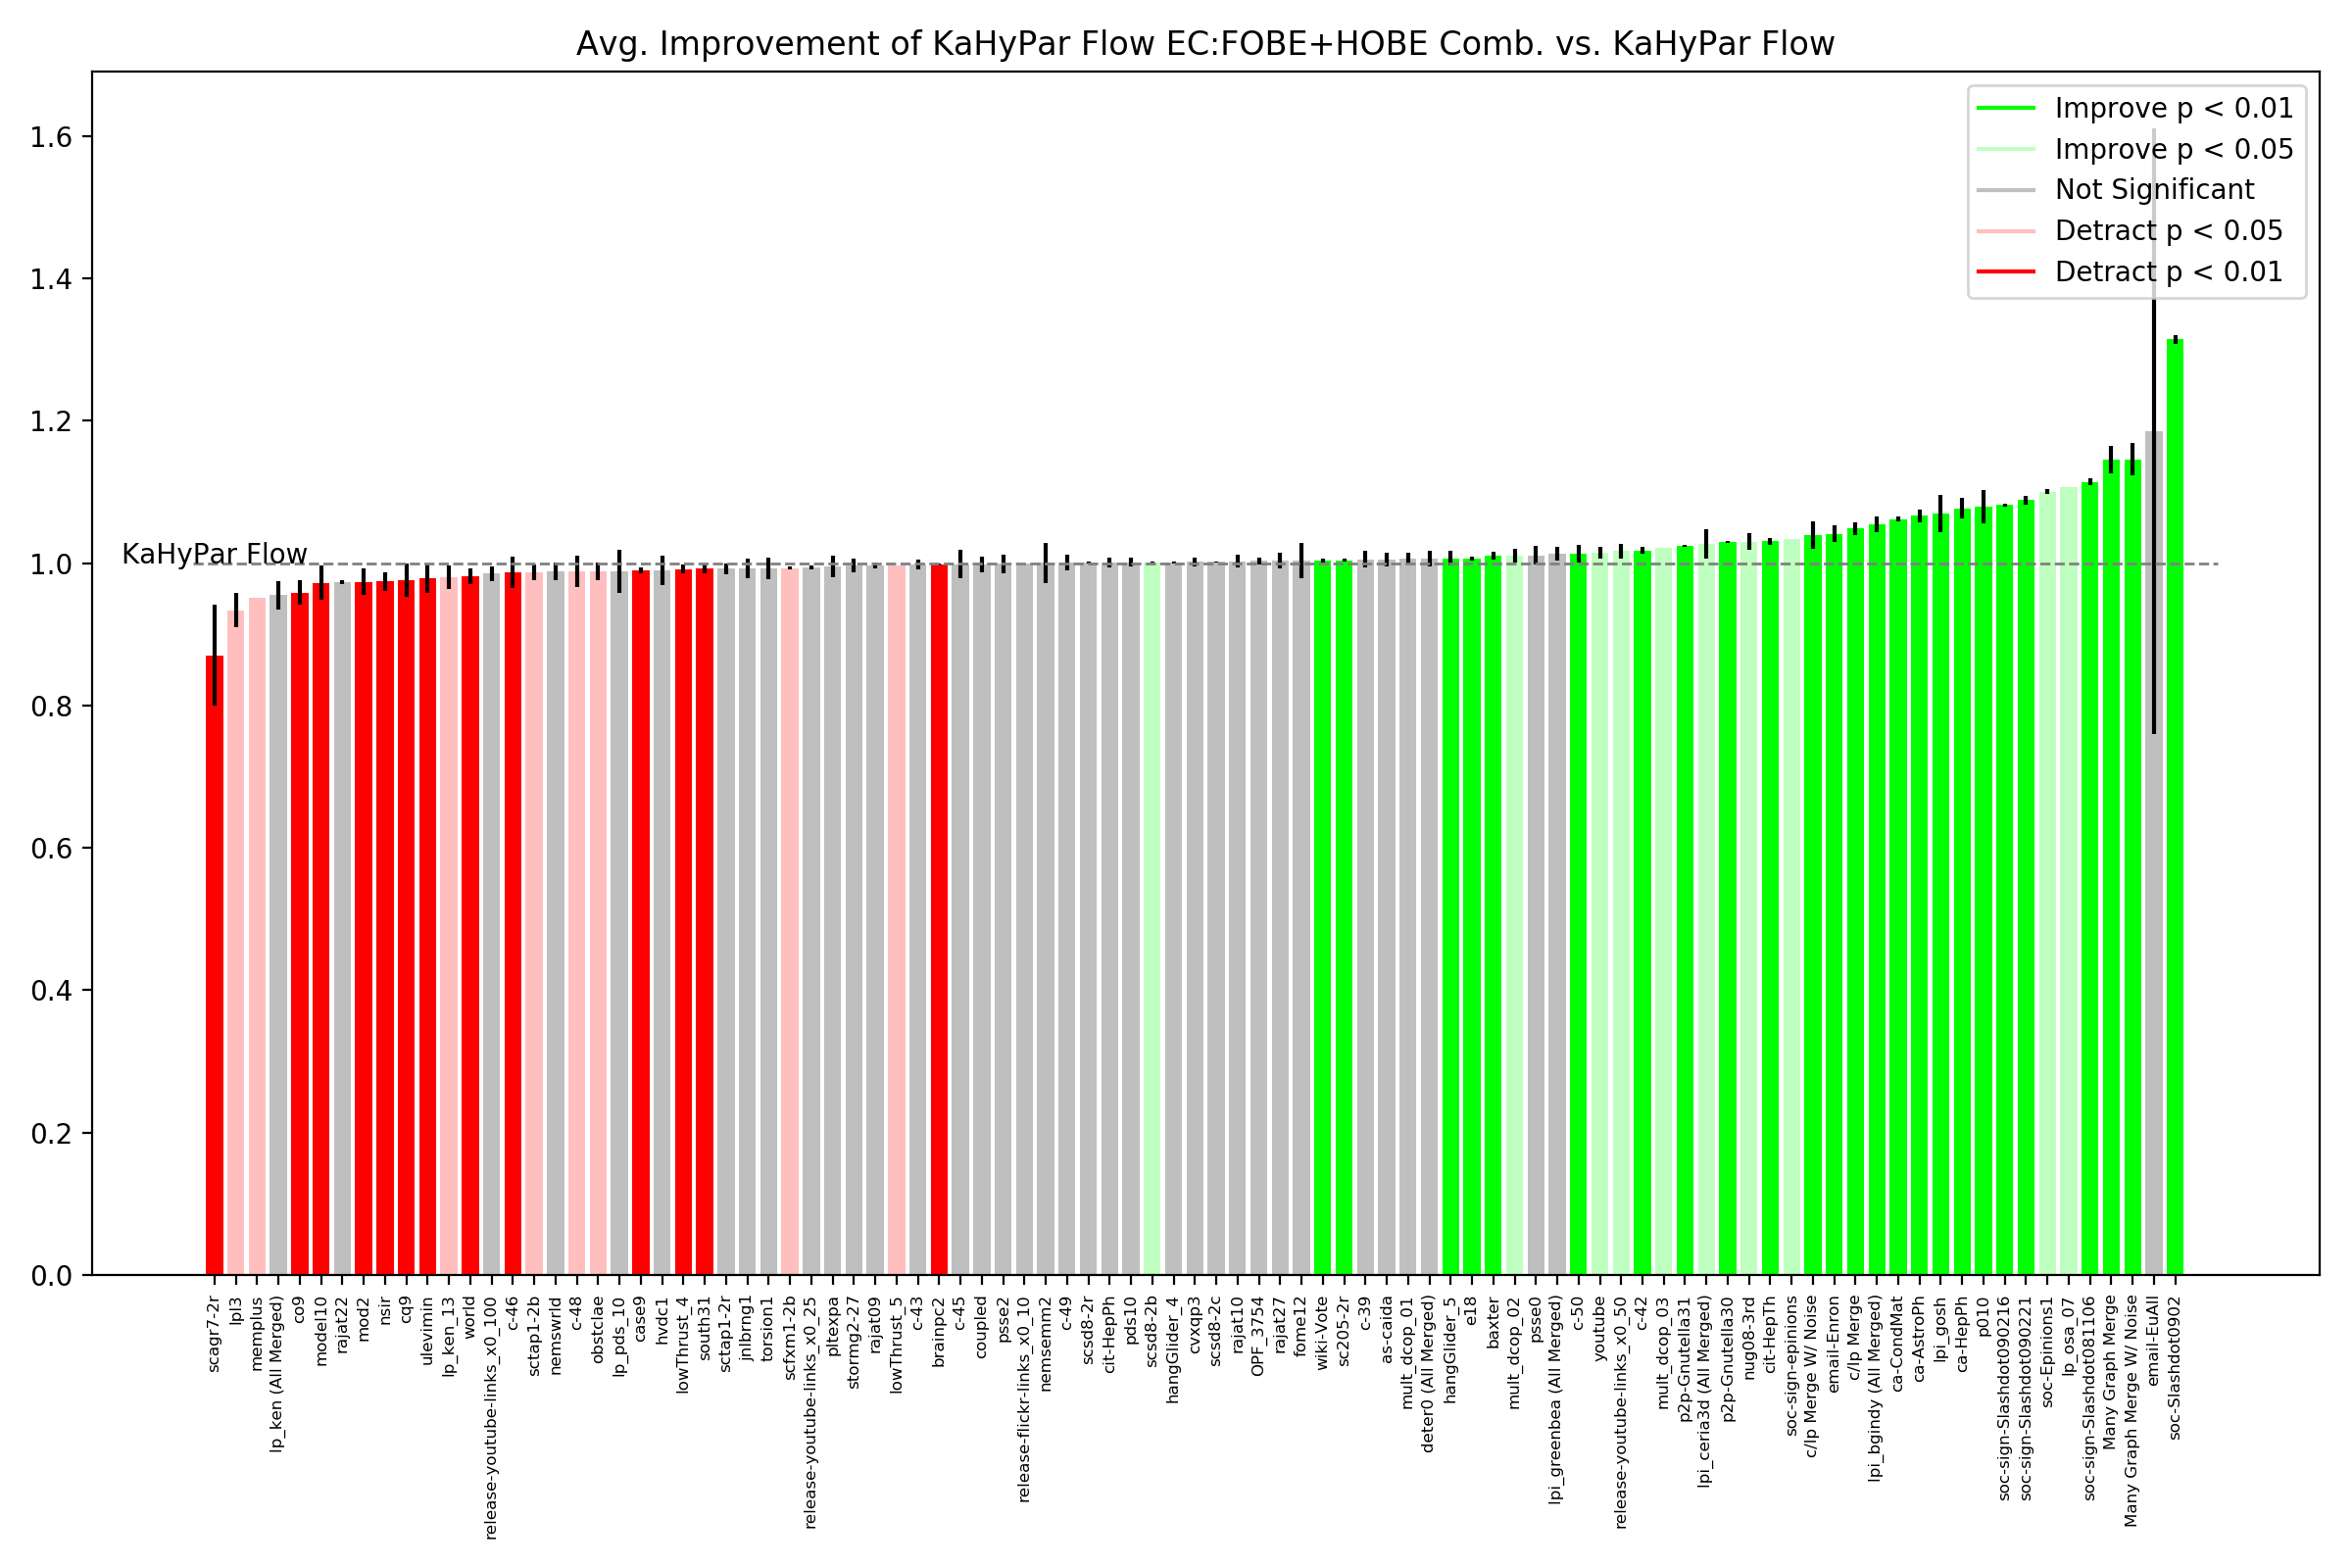 Avg. Improvement of KaHyPar Flow EC:FOBE+HOBE Comb. vs. KaHyPar Flow
Improve p < 0.01
Improve p < 0.05
Not Significant
Detract p < 0.05
Detract p < 0.01
1.6
1.4
1.2
1.0
0.8
0.6
0.4
0.2
0.0
KaHyPar Flow
scagr7-2r
lpl3
memplus
lp_ken (All Merged)
co9
model10
rajat22
mod2
nsir
cq9
ulevimin
lp_ken_13
world
release-youtube-links_x0_100
c-46
sctap1-2b
nemswrld
c-48
obstclae
lp_pds_10
case9
hvdc1
lowThrust_4
south31
sctap1-2r
jnlbrng1
torsion1
scfxm1-2b
release-youtube-links_x0_25
pltexpa
stormg2-27
rajat09
lowThrust_5
c-43
brainpc2
c-45
coupled
psse2
release-flickr-links_x0_10
nemsemm2
c-49
scsd8-2r
cit-HepPh
pds10
scsd8-2b
hangGlider_4
cvxqp3
scsd8-2c
rajat10
OPF_3754
rajat27
fome12
wiki-Vote
sc205-2r
c-39
as-caida
mult_dcop_01
deter0 (All Merged)
hangGlider_5
e18
baxter
mult_dcop_02
psse0
lpi_greenbea (All Merged)
c-50
youtube
release-youtube-links_x0_50
c-42
mult_dcop_03
p2p-Gnutella31
lpi_ceria3d (All Merged)
p2p-Gnutella30
nug08-3rd
cit-HepTh
soc-sign-epinions
c/lp Merge W/ Noise
email-Enron
c/lp Merge
lpi_bgindy (All Merged)
ca-CondMat
ca-AstroPh
lpi_gosh
ca-HepPh
p010
soc-sign-Slashdot090216
soc-sign-Slashdot090221
soc-Epinions1
lp_osa_07
soc-sign-Slashdot081106
Many Graph Merge
Many Graph Merge W/ Noise
email-EuAll
soc-Slashdot0902